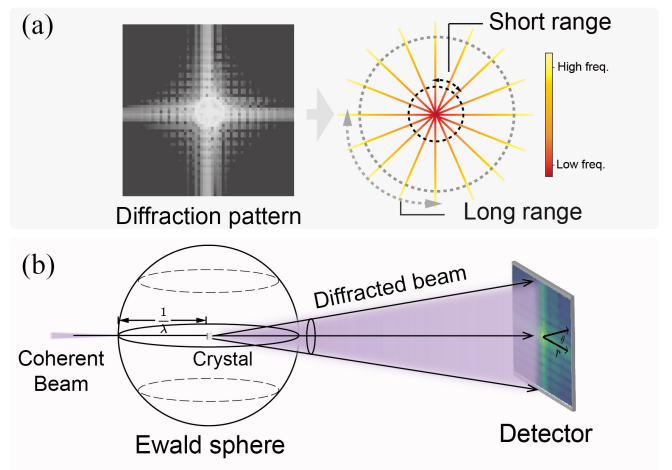 (a)
Short range
High freq.
Low freq.
Diffraction pattern
Long range
(b)
Diffracted beam
1
λ
Coherent
Beam
Crystal
θ
r
Ewald sphere
Detector